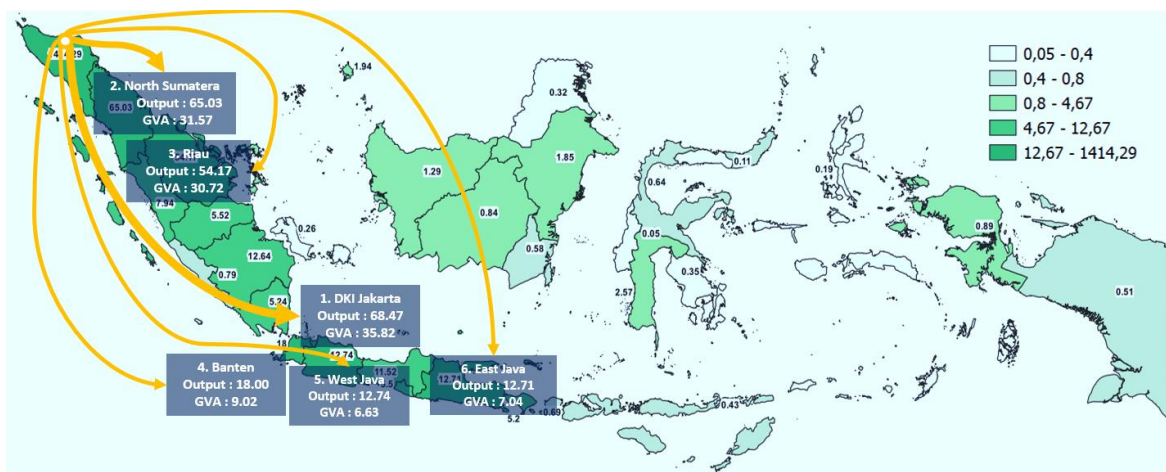 1.94
0,05 - 0,4
0,4 - 0,8
0,8 - 4,67
4,67 - 12,67
12,67 - 1414,29
2. North Sumatera
Output : 65.03
GVA : 31.57
65.03
0.32
3. Riau
Output : 54.17
GVA : 30.72
1.29
1.85
0.11
0.19
0.64
0.84
7.94
5.52
0.26
0.05
0.89
12.64
0.58
0.79
0.35
2.57
0.51
5.24
1. DKI Jakarta
Output : 68.47
GVA : 35.82
18
12.74
4. Banten
Output : 18.00
GVA : 9.02
5. West Java
Output : 12.74
GVA : 6.63
11.52
6. East Java
Output : 12.71
GVA : 7.04
12.71
0.69
0.43
5.2